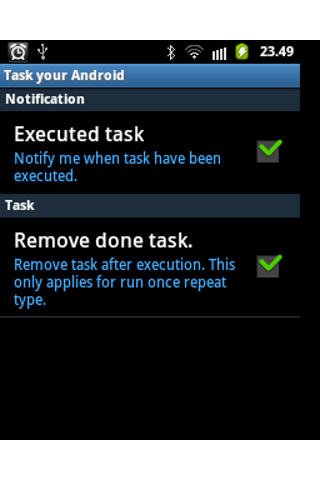 23.49
Task your Android
Notification
Executed task
Notify me when task have been
executed.
Task
Remove done task.
Remove task after execution. This
only applies for run once repeat
type.